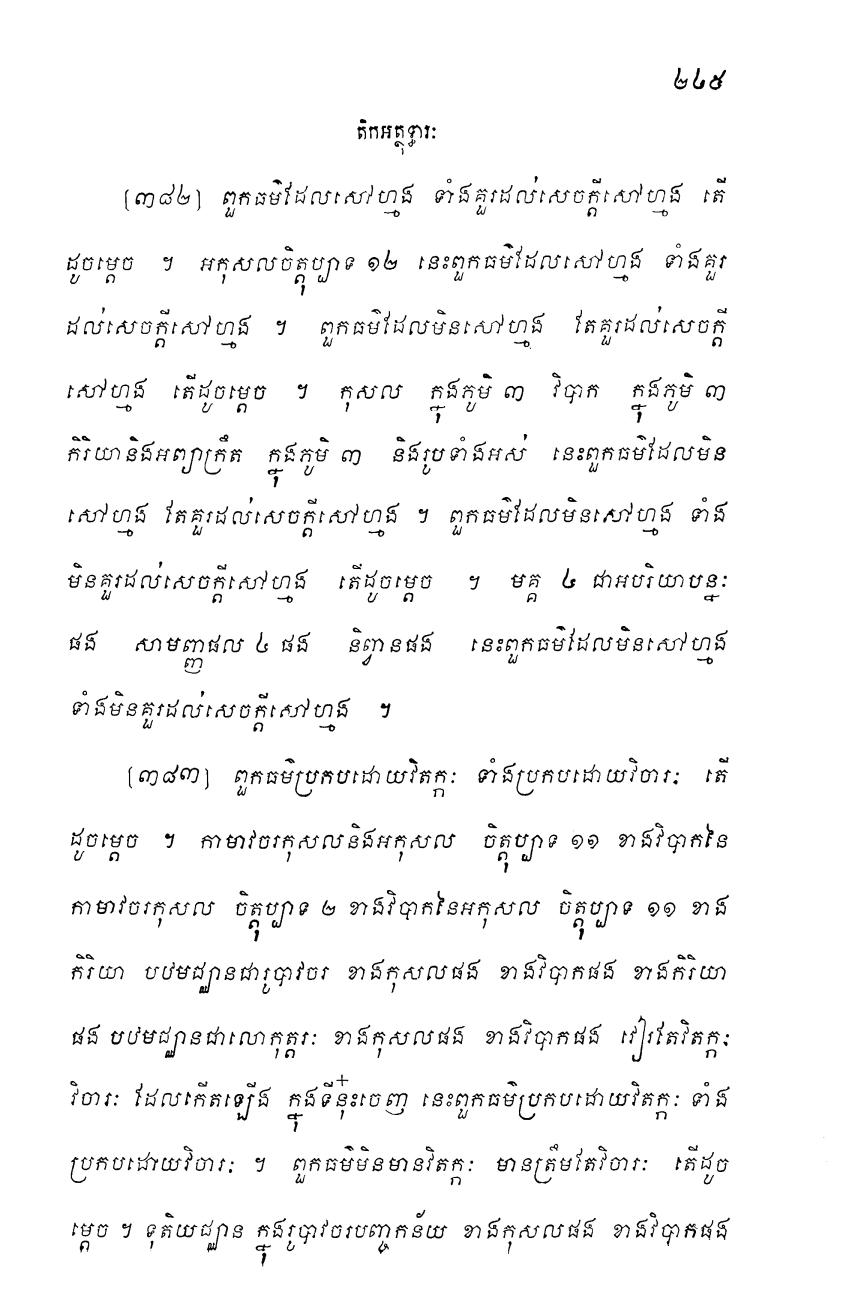 ២៤៥
តិកអត្ថុទ្ធារៈ
[៣៨២] ពួកធម៌ដែលសៅហ្មង ទាំងគួរដល់សេចក្តីសៅហ្មង តើ
ដូចម្តេច ។ អកុសលចិត្តុប្បាទ ១២ នេះពួកធម៌ដែលសៅហ្មង ទាំងគួរ
ដល់សេចក្តីសៅហ្មង ។ ពួកធម៌ដែលមិនសៅហ្មង តែគួរដល់សេចក្តី
សៅហ្មង តើដូចម្តេច ។ កុសល ក្នុងភូមិ ៣ វិបាក ក្នុងភូមិ ៣
កិរិយានិងអព្យាក្រឹត ក្នុងភូមិ ៣ និងរូបទាំងអស់ នេះពួកធម៌ដែលមិន
សៅហ្មង តែគួរដល់សេចក្តីសៅហ្មង ។ ពួកធម៌ដែលមិនសៅហ្មង ទាំង
មិនគួរដល់សេចក្តីសៅហ្មង តើដូចម្តេច ។ មគ្គ ៤ ជាអបរិយាបន្នៈ
ផង សាមញ្ញផល ៤ ផង និព្វានផង នេះពួកធម៌ដែលមិនសៅហ្មង
ទាំងមិនគួរដល់សេចក្តីសៅហ្មង ។
[៣៨៣] ពួកធម៌ប្រកបដោយវិតក្កៈ ទាំងប្រកបដោយវិចារៈ តើ
ដូចម្តេច ។ កាមាវចរកុសលនិងអកុសល ចិត្តុប្បាទ ១១ ខាងវិបាកនៃ
កាមាវចរកុសល ចិត្តុប្បាទ ២ ខាងវិបាកនៃអកុសល ចិត្តុប្បាទ ១១ ខាង
កិរិយា បឋមជ្ឈានជារូបាវចរ ខាងកុសលផង ខាងវិបាកផង ខាងកិរិយា
ផង បឋមជ្ឈានជាលោកុត្តរៈ ខាងកុសលផង ខាងវិបាកផង វៀរតែវិតក្កៈ
វិចារៈ ដែលកើតឡើង ក្នុងទីនុ៎ះចេញ នេះពួកធម៌ប្រកបដោយវិតក្កៈ ទាំង
ប្រកបដោយវិចារៈ ។ ពួកធម៌មិនមានវិតក្កៈ មានត្រឹមតែវិចារៈ តើដូច
ម្តេច ។ ទុតិយជ្ឈាន ក្នុងរូបាវចរបញ្ចកន័យ ខាងកុសលផង ខាងវិបាកផង